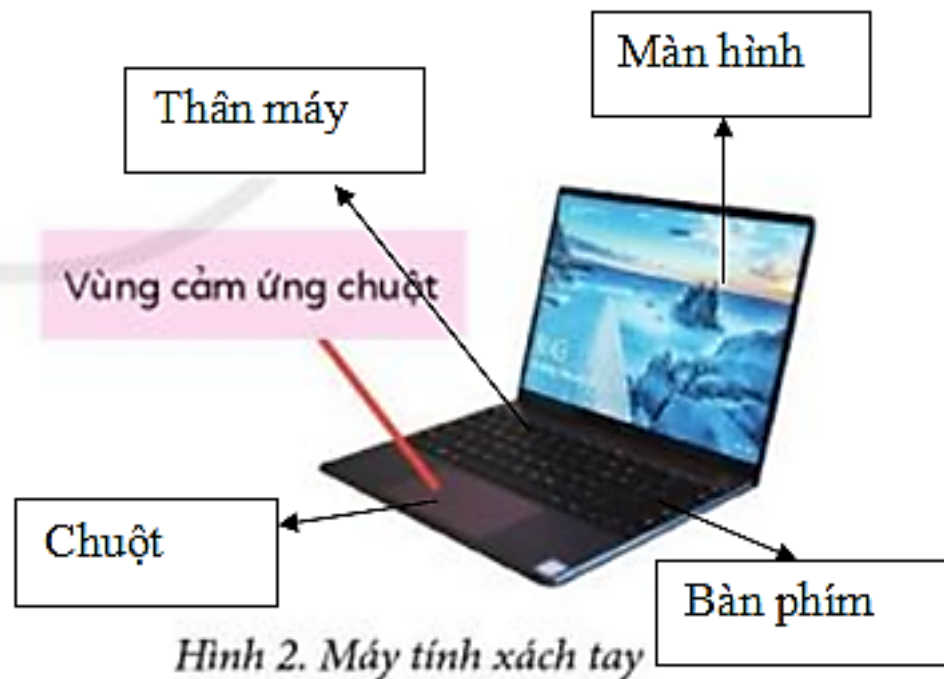 Màn hình
Thân máy
Vùng cảm ứng chuột
Chuột
Bàn phím
Hình 2. Máy tính xách tay